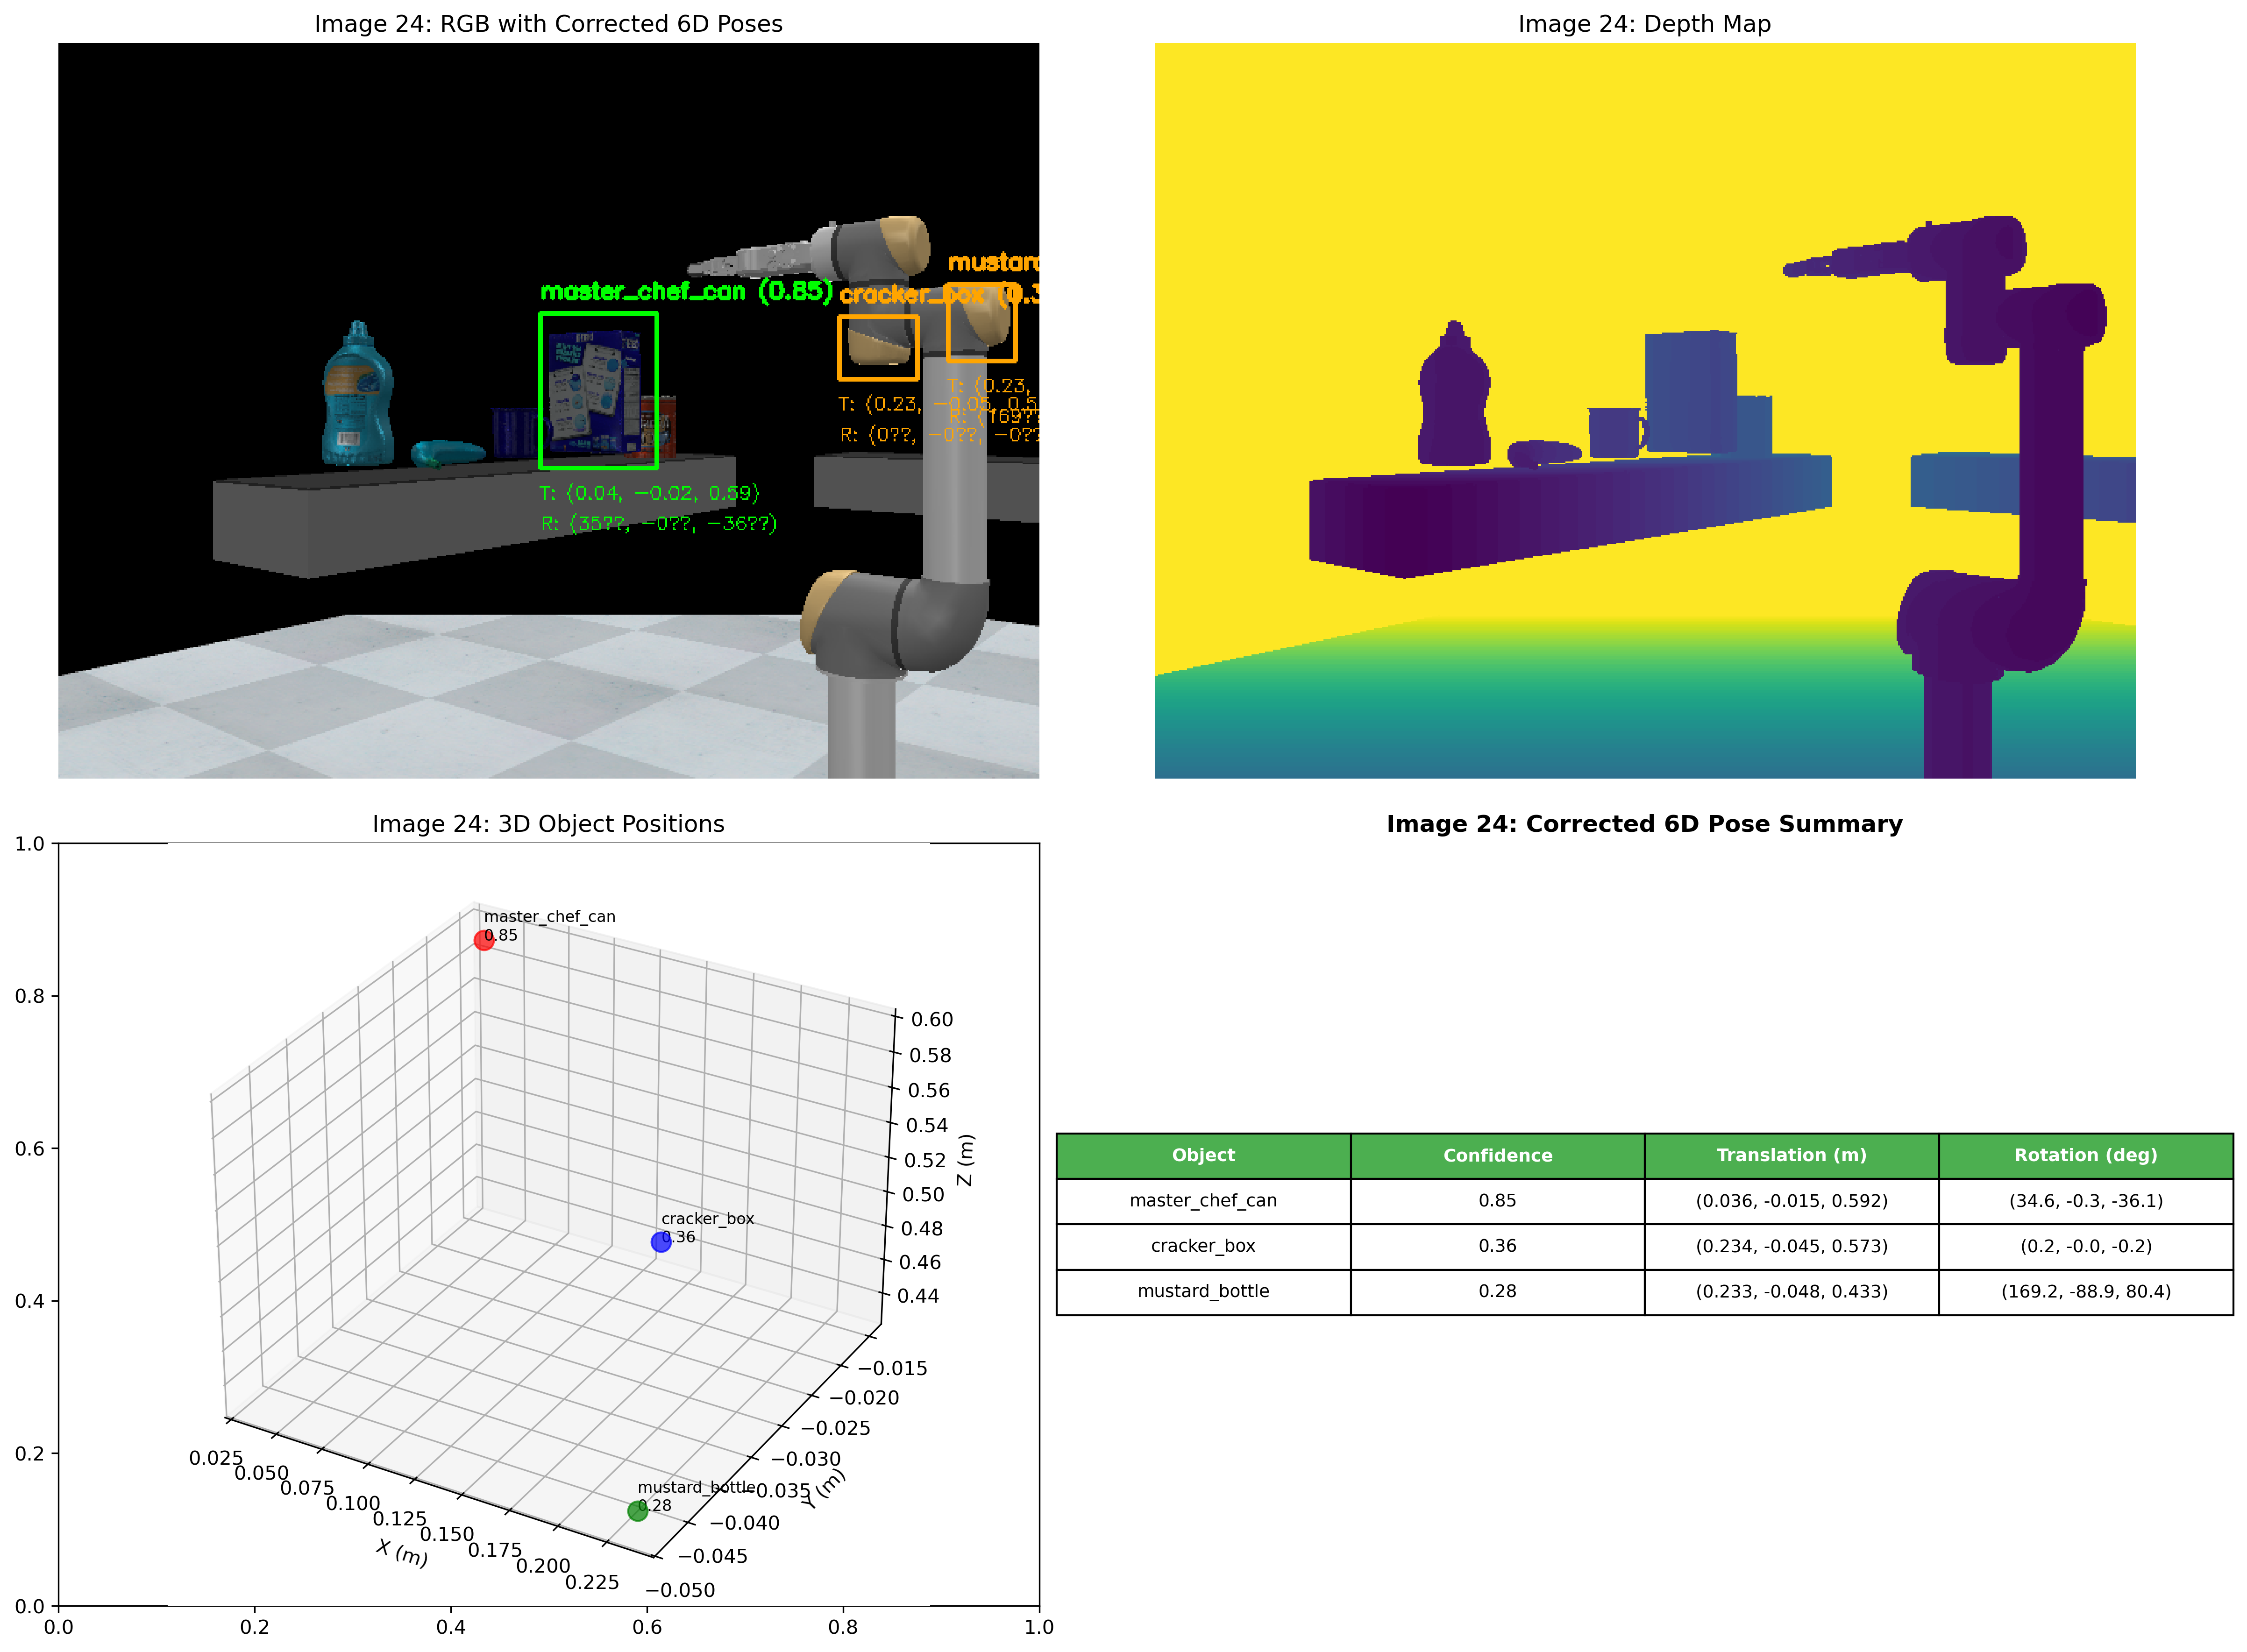 Image 24: RGB with Corrected 6D Poses
mustard
cracker_box (0.3
master_chef_can (0.85)
T: (0.23,
T: (0.23, -0.05, 0.5
R: (169??
R: (0??, -0??, -0??
T: (0.04, -0.02, 0.59)
R: (35??, -0??, -36??)
Image 24: Depth Map
Image 24: 3D Object Positions
1.0
0.8
0.6
0.4
0.2
0.0
0.0 0.2 0.4 0.6 0.8 1.0
master_chef_can
0.85
cracker_box
0.36
mustard_bottle
0.28
0.60
0.58
0.56
0.54
0.52
0.50
0.48
0.46
0.44
Z (m)
−0.015
−0.020
−0.025
−0.030
−0.035
−0.040
−0.045
−0.050
Y (m)
0.025
0.050
0.075
0.100
0.125
0.150
0.175
0.200
0.225
X (m)
Image 24: Corrected 6D Pose Summary
Object Confidence Translation (m) Rotation (deg)
master_chef_can 0.85 (0.036, -0.015, 0.592) (34.6, -0.3, -36.1)
cracker_box 0.36 (0.234, -0.045, 0.573) (0.2, -0.0, -0.2)
mustard_bottle 0.28 (0.233, -0.048, 0.433) (169.2, -88.9, 80.4)